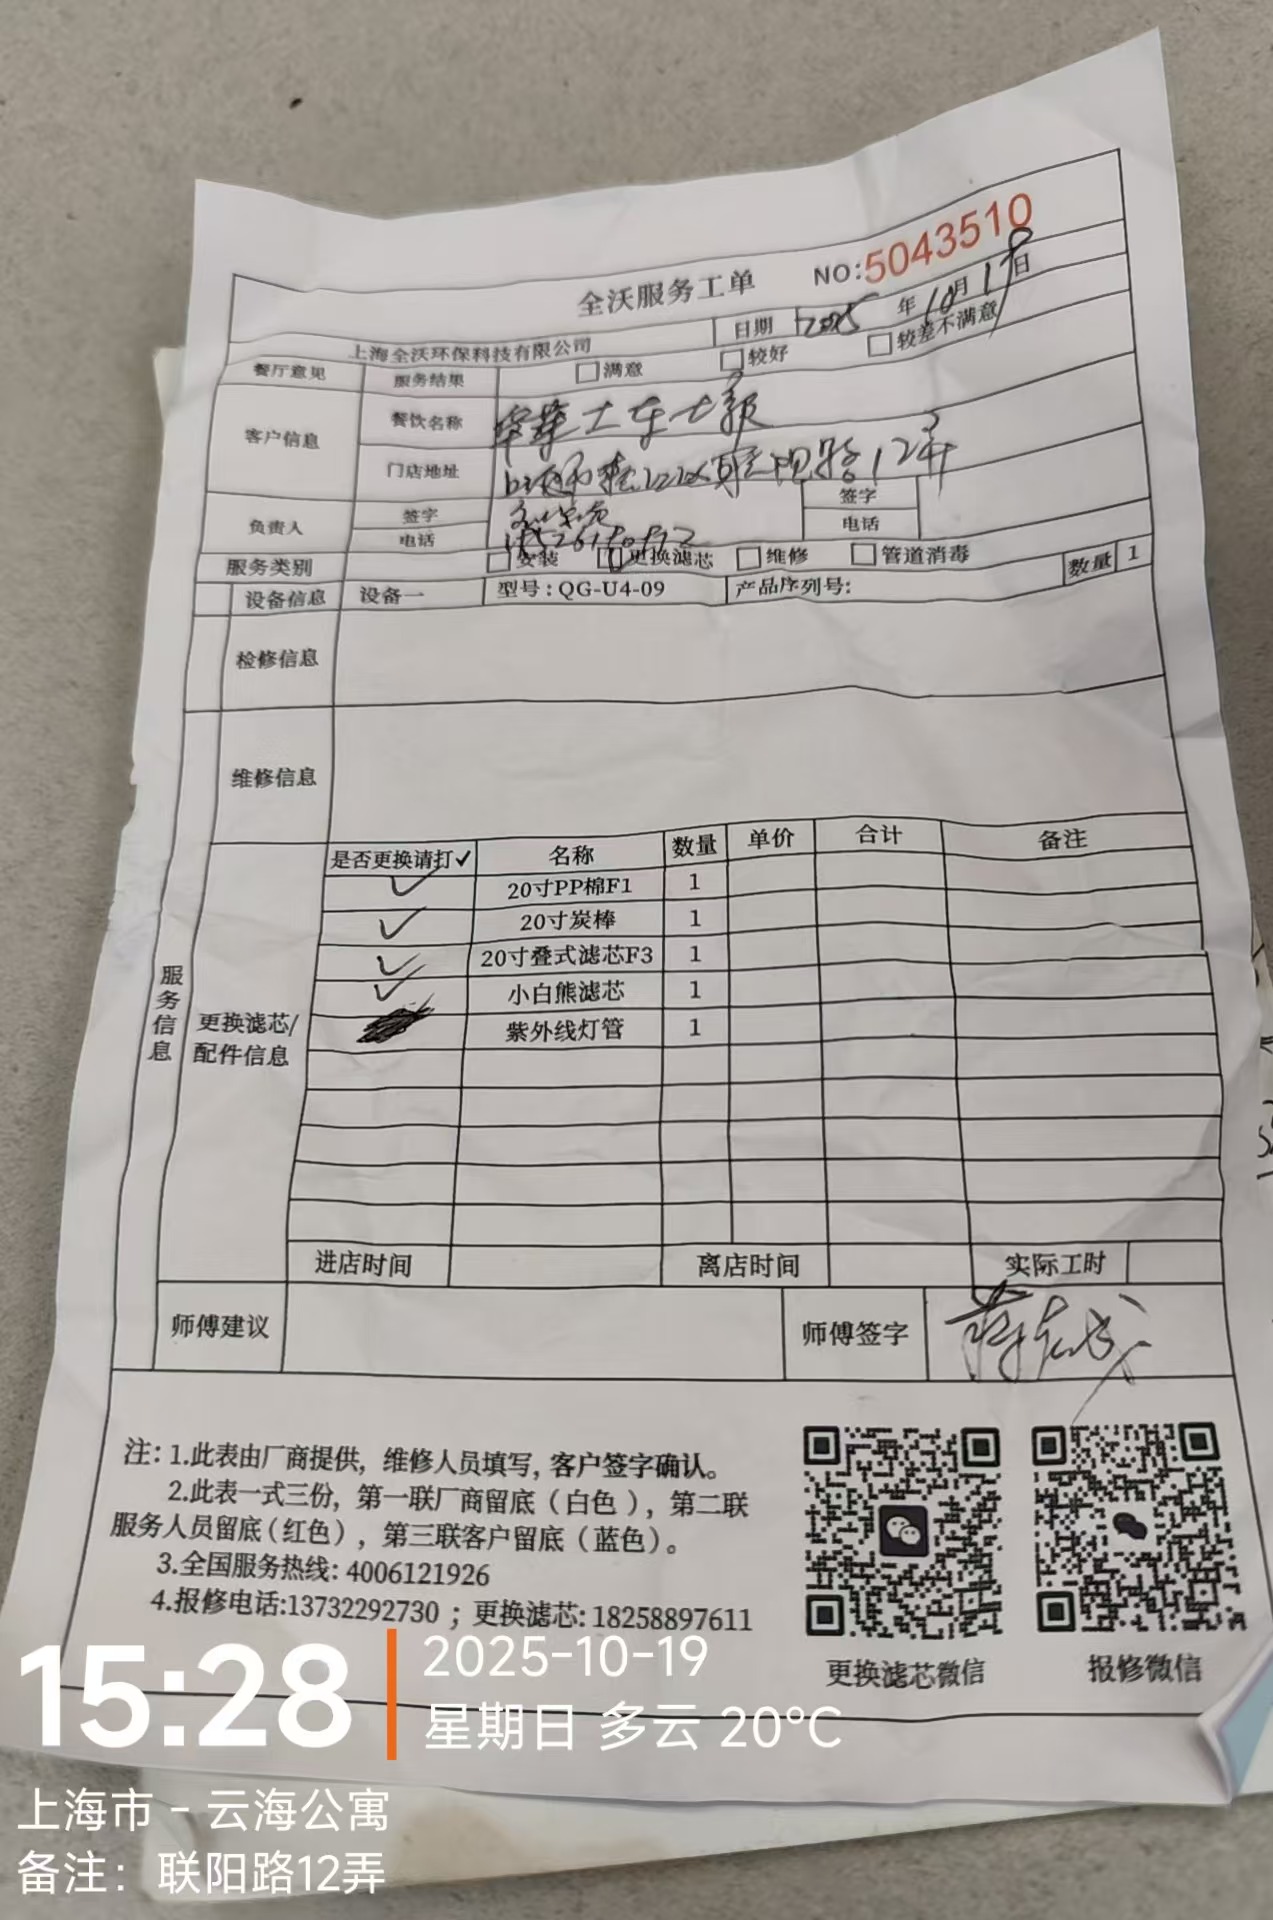 全沃服务工单
NO:5043510
上海全沃环保科技有限公司 日期 2025 年 10 月 19 日
餐厅意见 服务结果 满意 较好 较差不满意
客户信息 餐饮名称
门店地址 12弄
负责人 签字 签字
电话 电话
服务类别 安装 更换滤芯 维修 管道消毒
设备信息 设备一 型号:QG-U4-09 产品序列号: 数量 1
检修信息
维修信息
服务信息
更换滤芯/
配件信息
是否更换请打✓ 名称 数量 单价 合计 备注
✓ 20寸PP棉F1 1
✓ 20寸炭棒 1
✓ 20寸叠式滤芯F3 1
✓ 小白熊滤芯 1
紫外线灯管 1
进店时间 离店时间 实际工时
师傅建议 师傅签字
注: 1.此表由厂商提供, 维修人员填写, 客户签字确认。
2.此表一式三份, 第一联厂商留底(白色), 第二联
服务人员留底(红色), 第三联客户留底(蓝色)。
3.全国服务热线: 4006121926
4.报修电话:13732292730 ; 更换滤芯: 18258897611
更换滤芯微信 报修微信
15:28
2025-10-19
星期日 多云 20℃
上海市 - 云海公寓
备注: 联阳路12弄